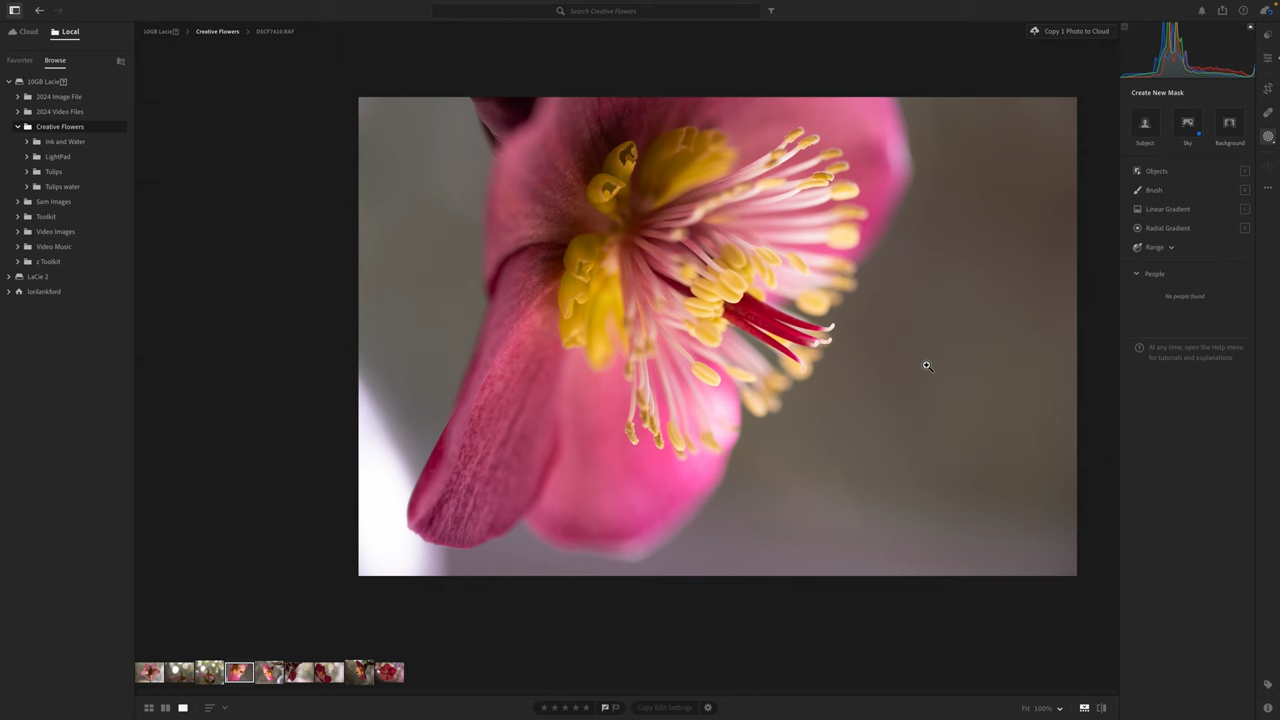 Search Creative Flowers
Cloud
Local
10GB Lacie
Creative Flowers
DSCF7410.RAF
Copy 1 Photo to Cloud
Favorites
Browse
10GB Lacie
2024 Image File
2024 Video Files
Creative Flowers
Ink and Water
LightPad
Tulips
Tulips water
Sam Images
Toolkit
Video Images
Video Music
z Toolkit
LaCie 2
lorilankford
Create New Mask
Subject
Sky
Background
Objects
Brush
Linear Gradient
Radial Gradient
Range
People
No people found
At any time, open the Help menu
for tutorials and explanations
Copy Edit Settings
Fit 100%